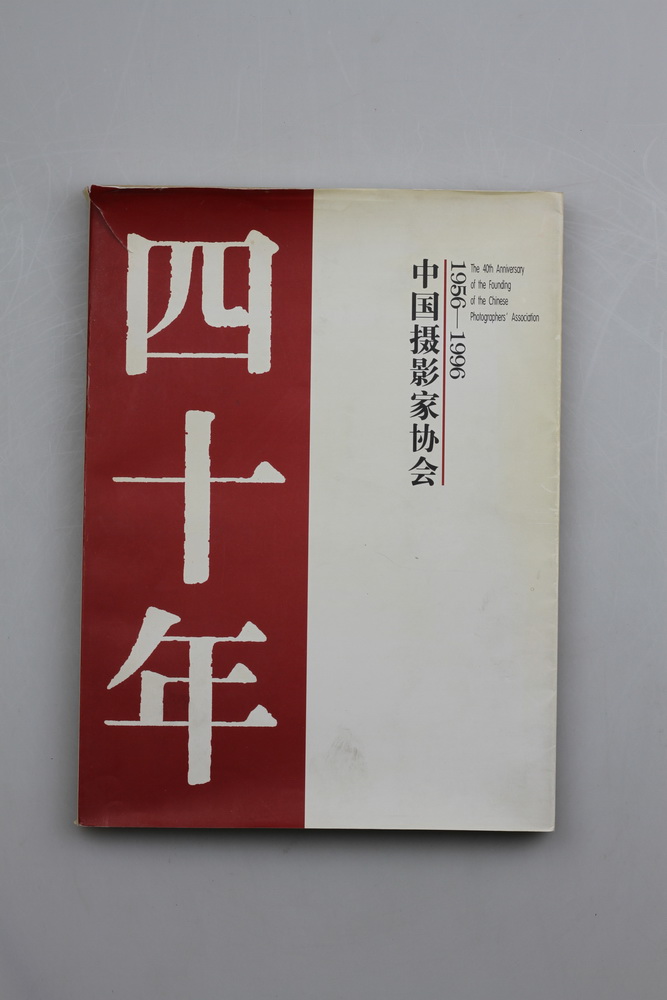 四十年
中国摄影家协会
1956—1996
The 40th Anniversary
of the Founding
of the Chinese
Photographers' Association